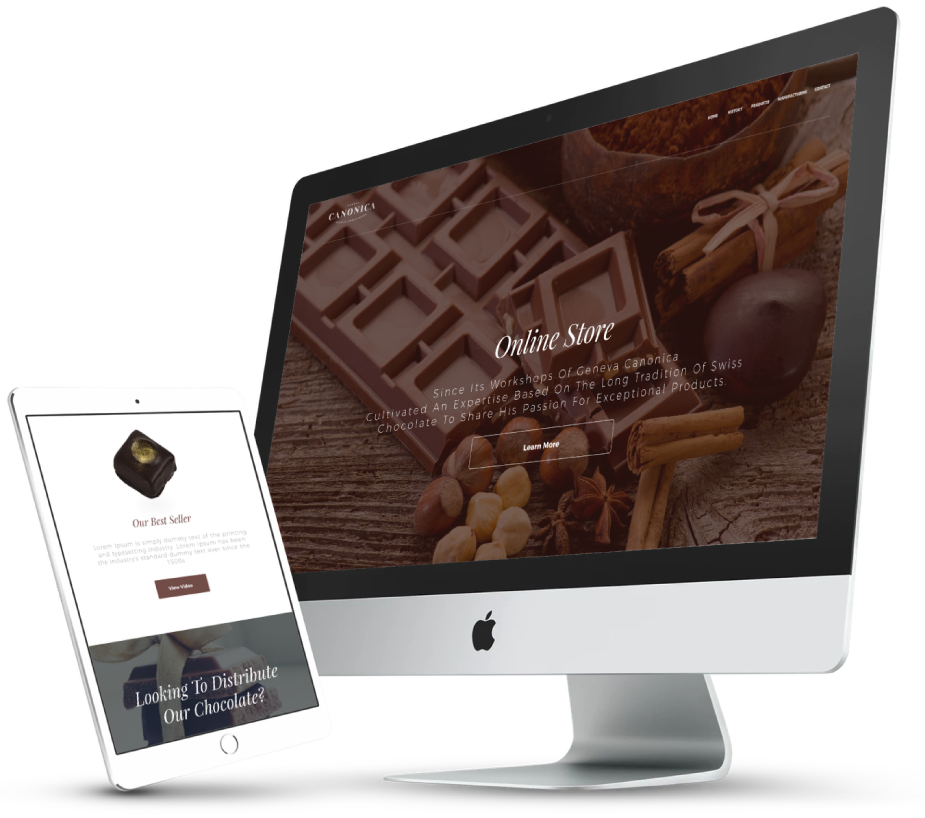 HOME HISTORY PRODUCTS MANUFACTURING CONTACT
CANONICA
Online Store
Since Its Workshops Of Geneva Canonica
Cultivated An Expertise Based On The Long Tradition Of Swiss
Chocolate To Share His Passion For Exceptional Products.
Learn More
Our Best Seller
Lorem Ipsum is simply dummy text of the printing
and typesetting industry. Lorem Ipsum has been
the industry's standard dummy text ever since the
1500s
View Video
Looking To Distribute
Our Chocolate?